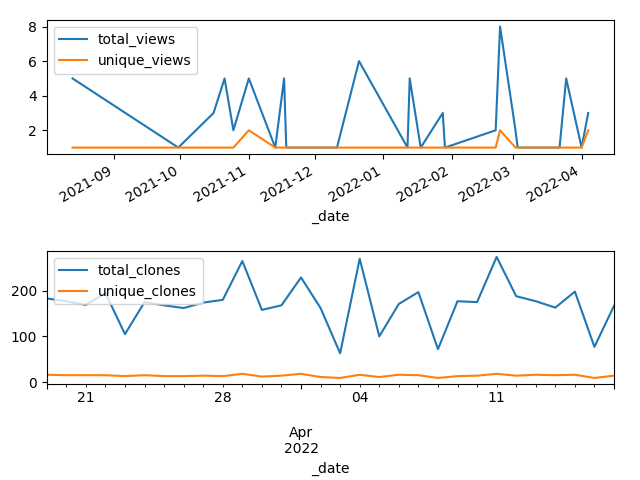 8
6
4
2
total_views
unique_views
2021-09
2021-10
2021-11
2021-12
2022-01
2022-02
2022-03
2022-04
_date
200
100
0
total_clones
unique_clones
21
28
04
11
Apr
2022
_date